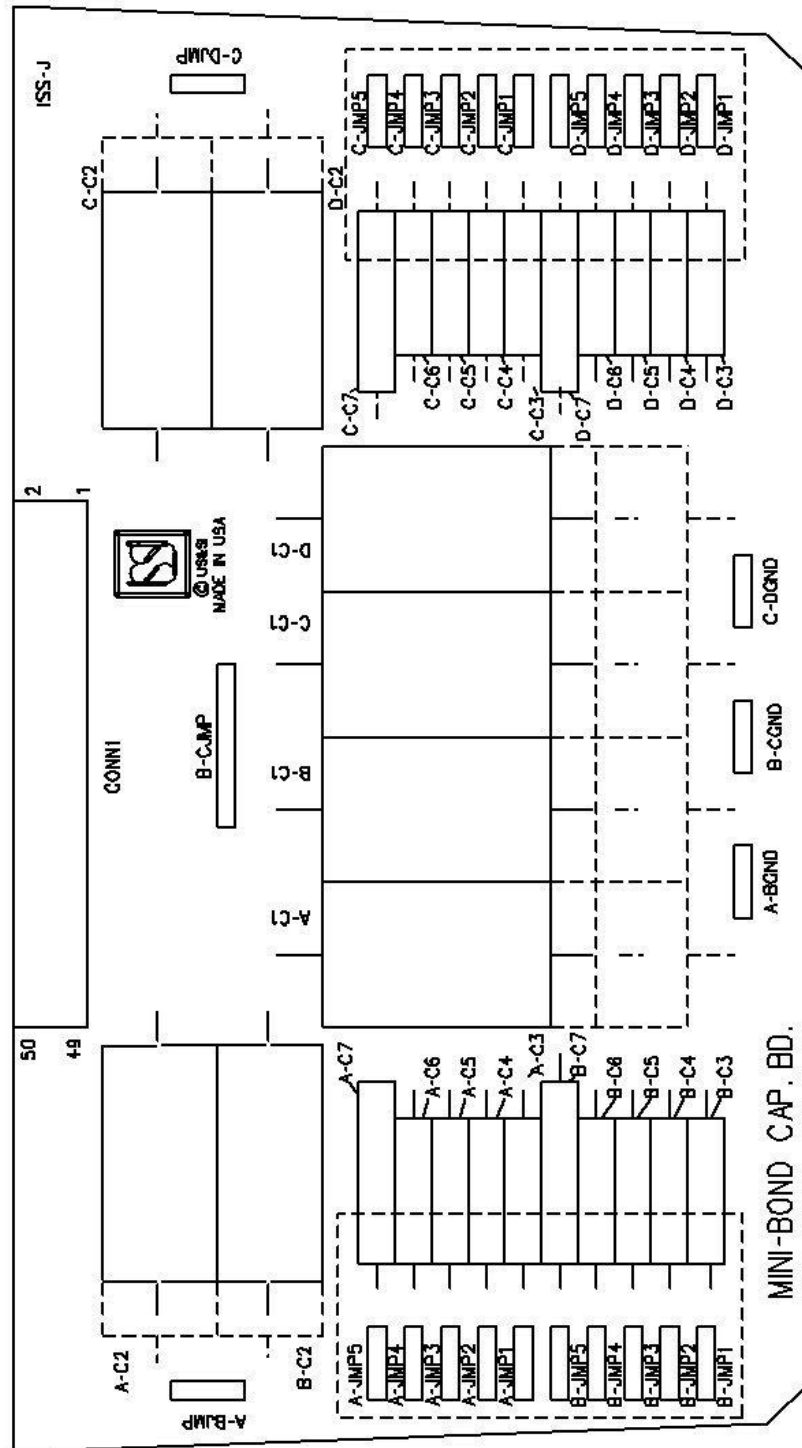 J-SSI
C-DJMP
C-C2
D-C2
C-JMP5
C-JMP4
C-JMP3
C-JMP2
C-JMP1
D-JMP5
D-JMP4
D-JMP3
D-JMP2
D-JMP1
C-C7
C-C6
C-C5
C-C4
C-C3
D-C7
D-C6
D-C5
D-C4
D-C3
2
1
© US&SI
MADE IN USA
CONN1
B-CJMP
D-C1
C-C1
B-C1
A-C1
C-DGND
B-CGND
A-BGND
50
49
A-C7
A-C6
A-C5
A-C4
A-C3
B-C7
B-C6
B-C5
B-C4
B-C3
A-C2
B-C2
A-BJMP
A-JMP5
A-JMP4
A-JMP3
A-JMP2
A-JMP1
B-JMP5
B-JMP4
B-JMP3
B-JMP2
B-JMP1
MINI-BOND CAP. BD.